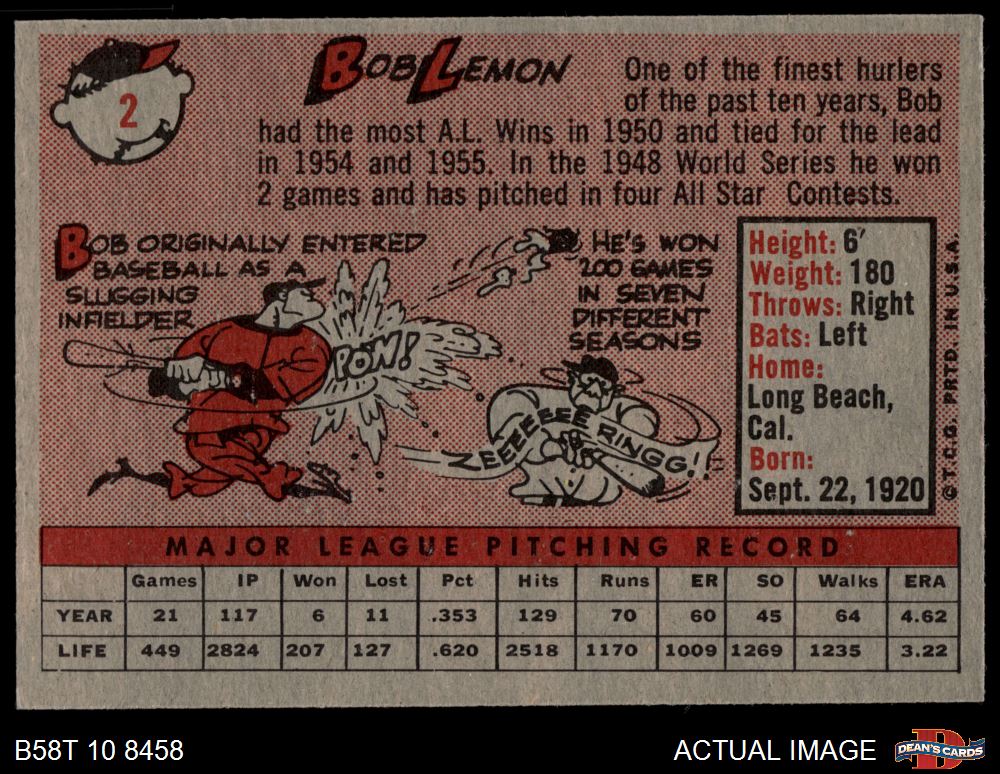 2
BOB LEMON
One of the finest hurlers
of the past ten years, Bob
had the most A.L. Wins in 1950 and tied for the lead
in 1954 and 1955. In the 1948 World Series he won
2 games and has pitched in four All Star Contests.
BOB ORIGINALLY ENTERED
BASEBALL AS A
SLUGGING
INFIELDER
POW!
HE'S WON
200 GAMES
IN SEVEN
DIFFERENT
SEASONS
ZEEEEEEE RINGG!!
Height: 6'
Weight: 180
Throws: Right
Bats: Left
Home:
Long Beach,
Cal.
Born:
Sept. 22, 1920
© T.C.G. PRTD. IN U.S.A.
MAJOR LEAGUE PITCHING RECORD
Games IP Won Lost Pct Hits Runs ER SO Walks ERA
YEAR 21 117 6 11 .353 129 70 60 45 64 4.62
LIFE 449 2824 207 127 .620 2518 1170 1009 1269 1235 3.22
B58T 10 8458
ACTUAL IMAGE
D
DEAN'S CARDS